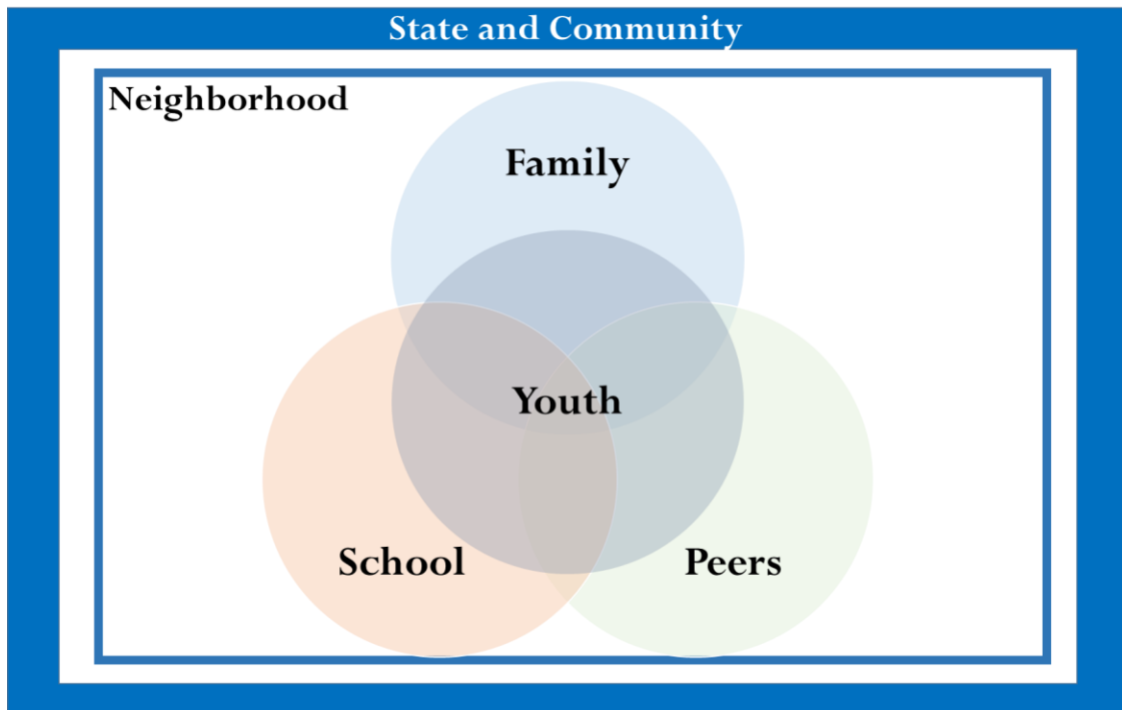 State and Community
Neighborhood
Family
Youth
School
Peers